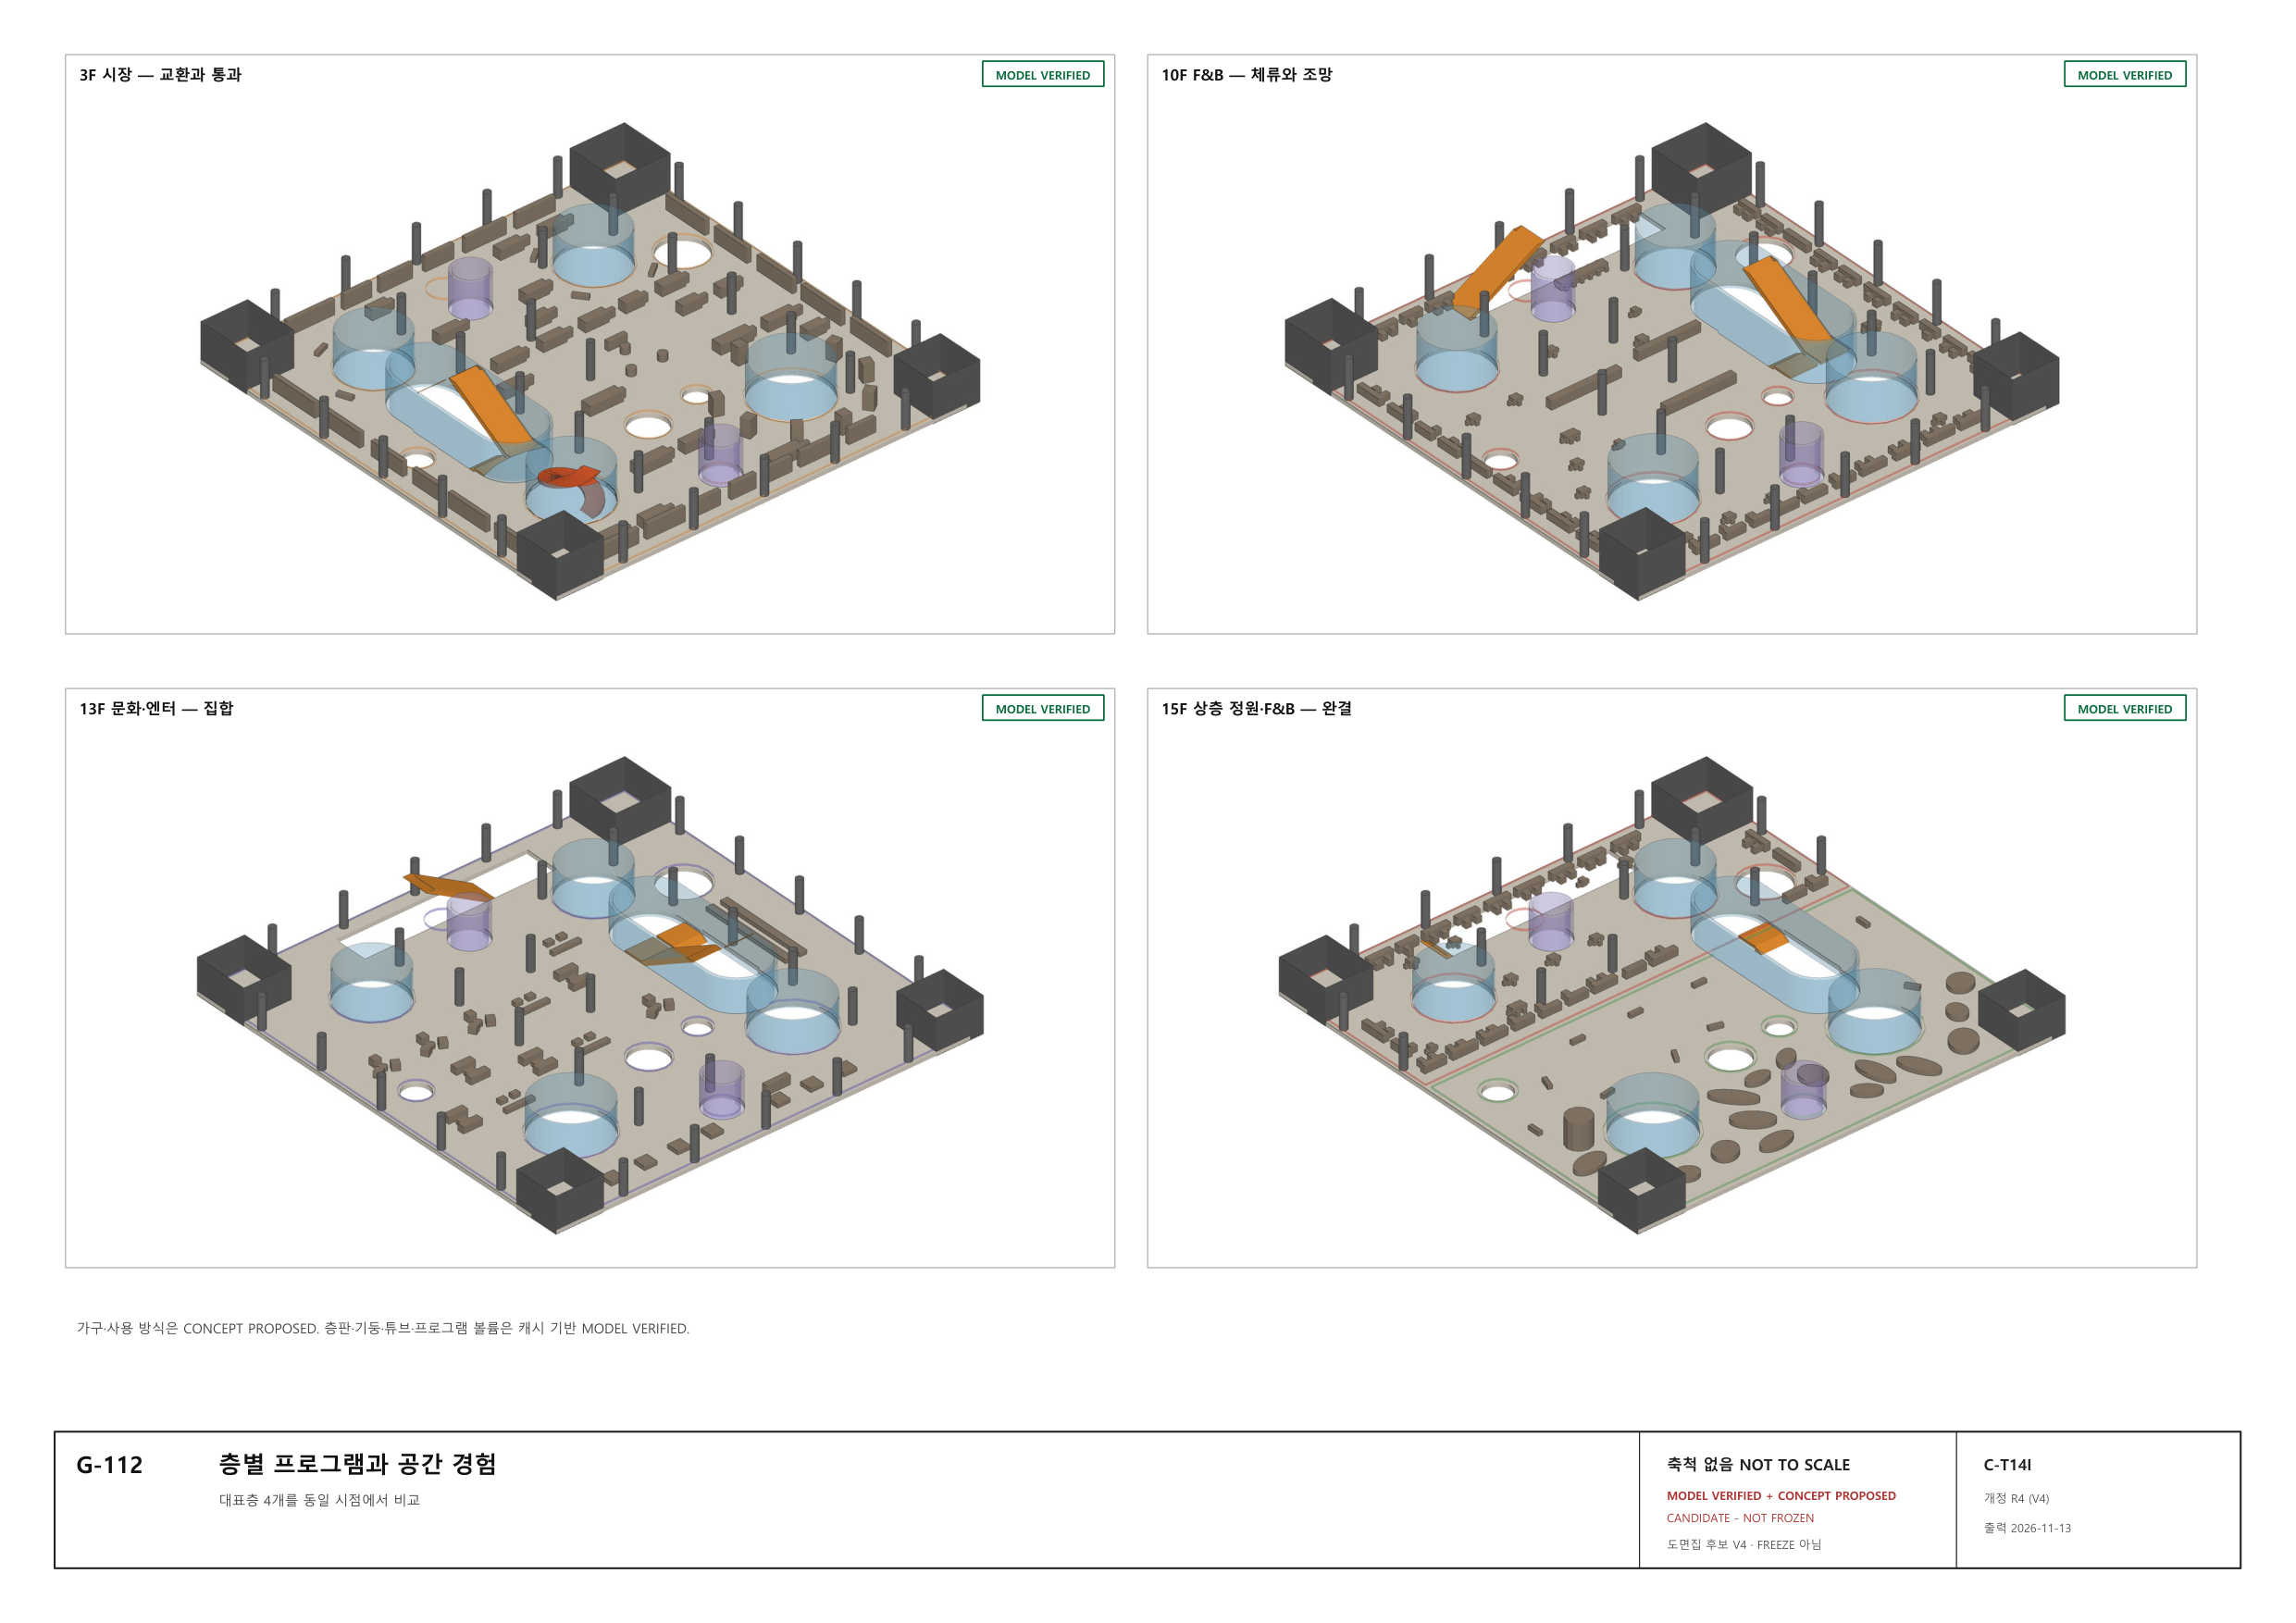 3F 시장 — 교환과 통과
MODEL VERIFIED
10F F&B — 체류와 조망
MODEL VERIFIED
13F 문화·엔터 — 집합
MODEL VERIFIED
15F 상층 정원·F&B — 완결
MODEL VERIFIED
가구·사용 방식은 CONCEPT PROPOSED. 층판·기둥·튜브·프로그램 볼륨은 캐시 기반 MODEL VERIFIED.
G-112
층별 프로그램과 공간 경험
대표층 4개를 동일 시점에서 비교
축척 없음 NOT TO SCALE
MODEL VERIFIED + CONCEPT PROPOSED
CANDIDATE - NOT FROZEN
도면집 후보 V4 · FREEZE 아님
C-T14I
개정 R4 (V4)
출력 2026-11-13